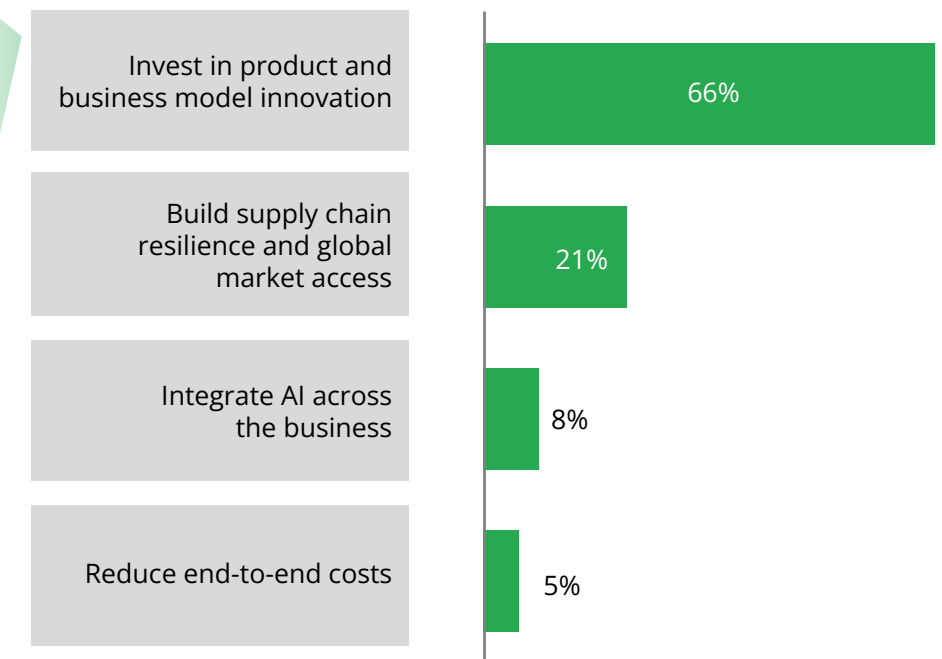 Invest in product and
business model innovation
66%
Build supply chain
resilience and global
market access
21%
Integrate AI across
the business
8%
Reduce end-to-end costs
5%